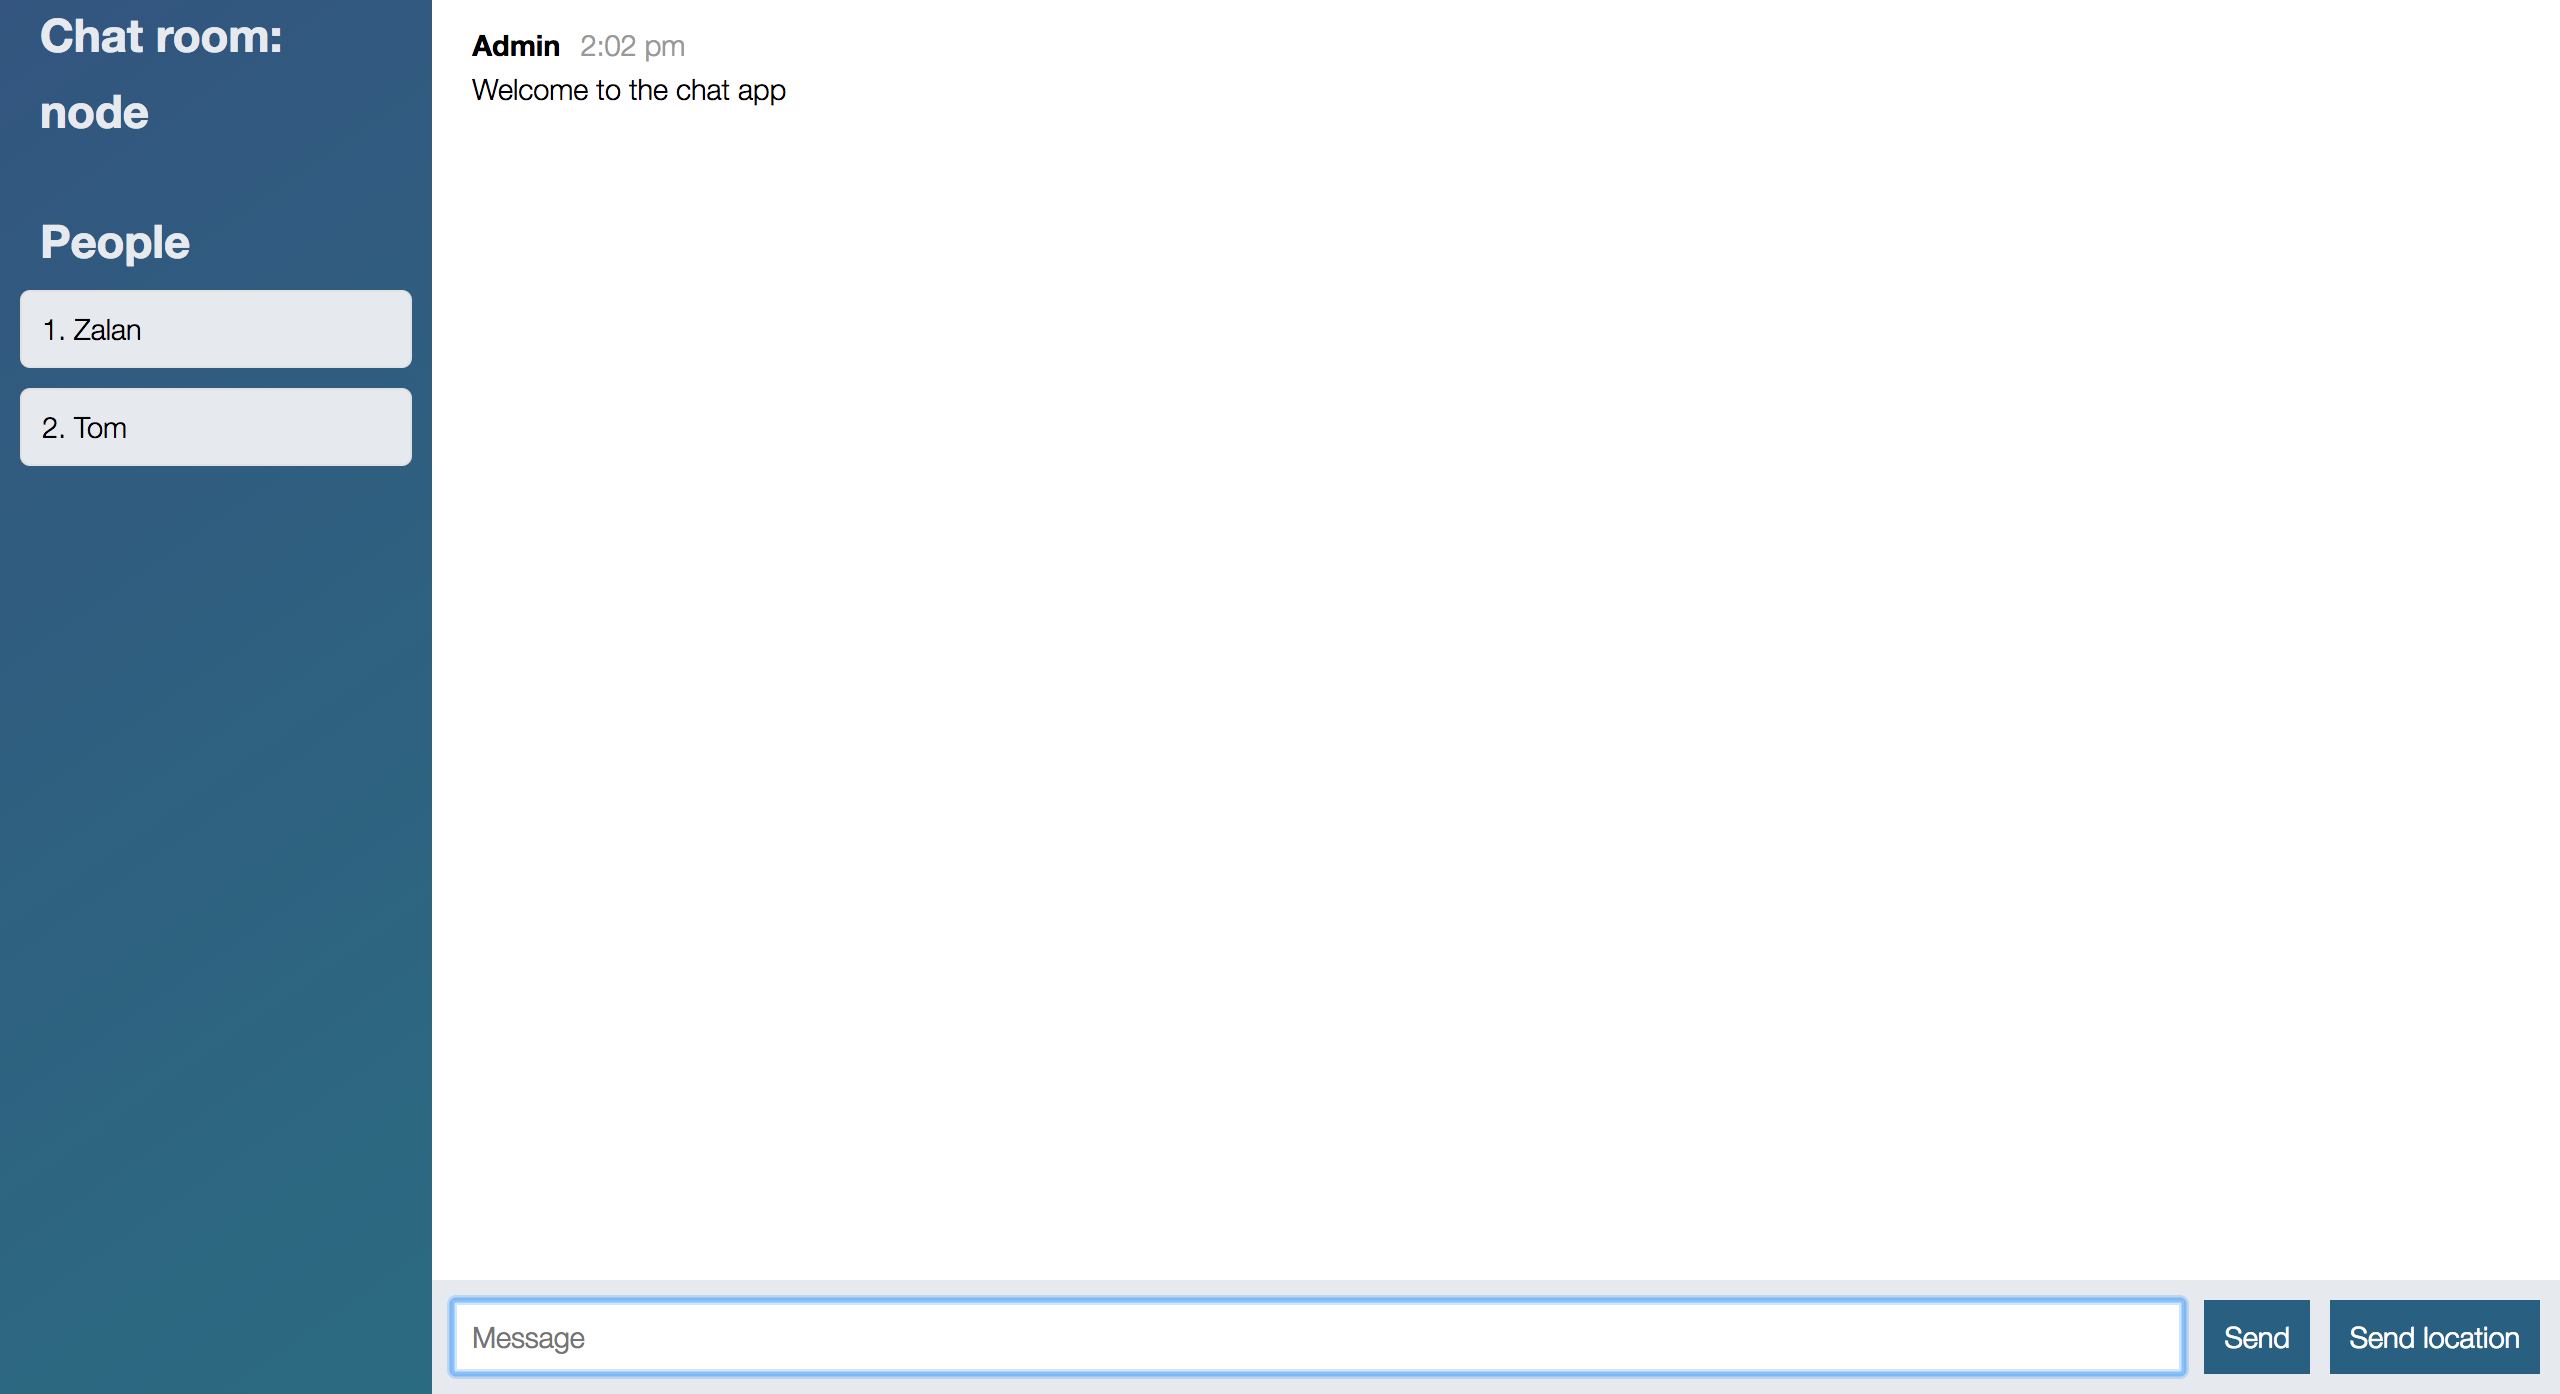 Chat room:
node
People
1. Zalan
2. Tom
Admin 2:02 pm
Welcome to the chat app
Message
Send
Send location